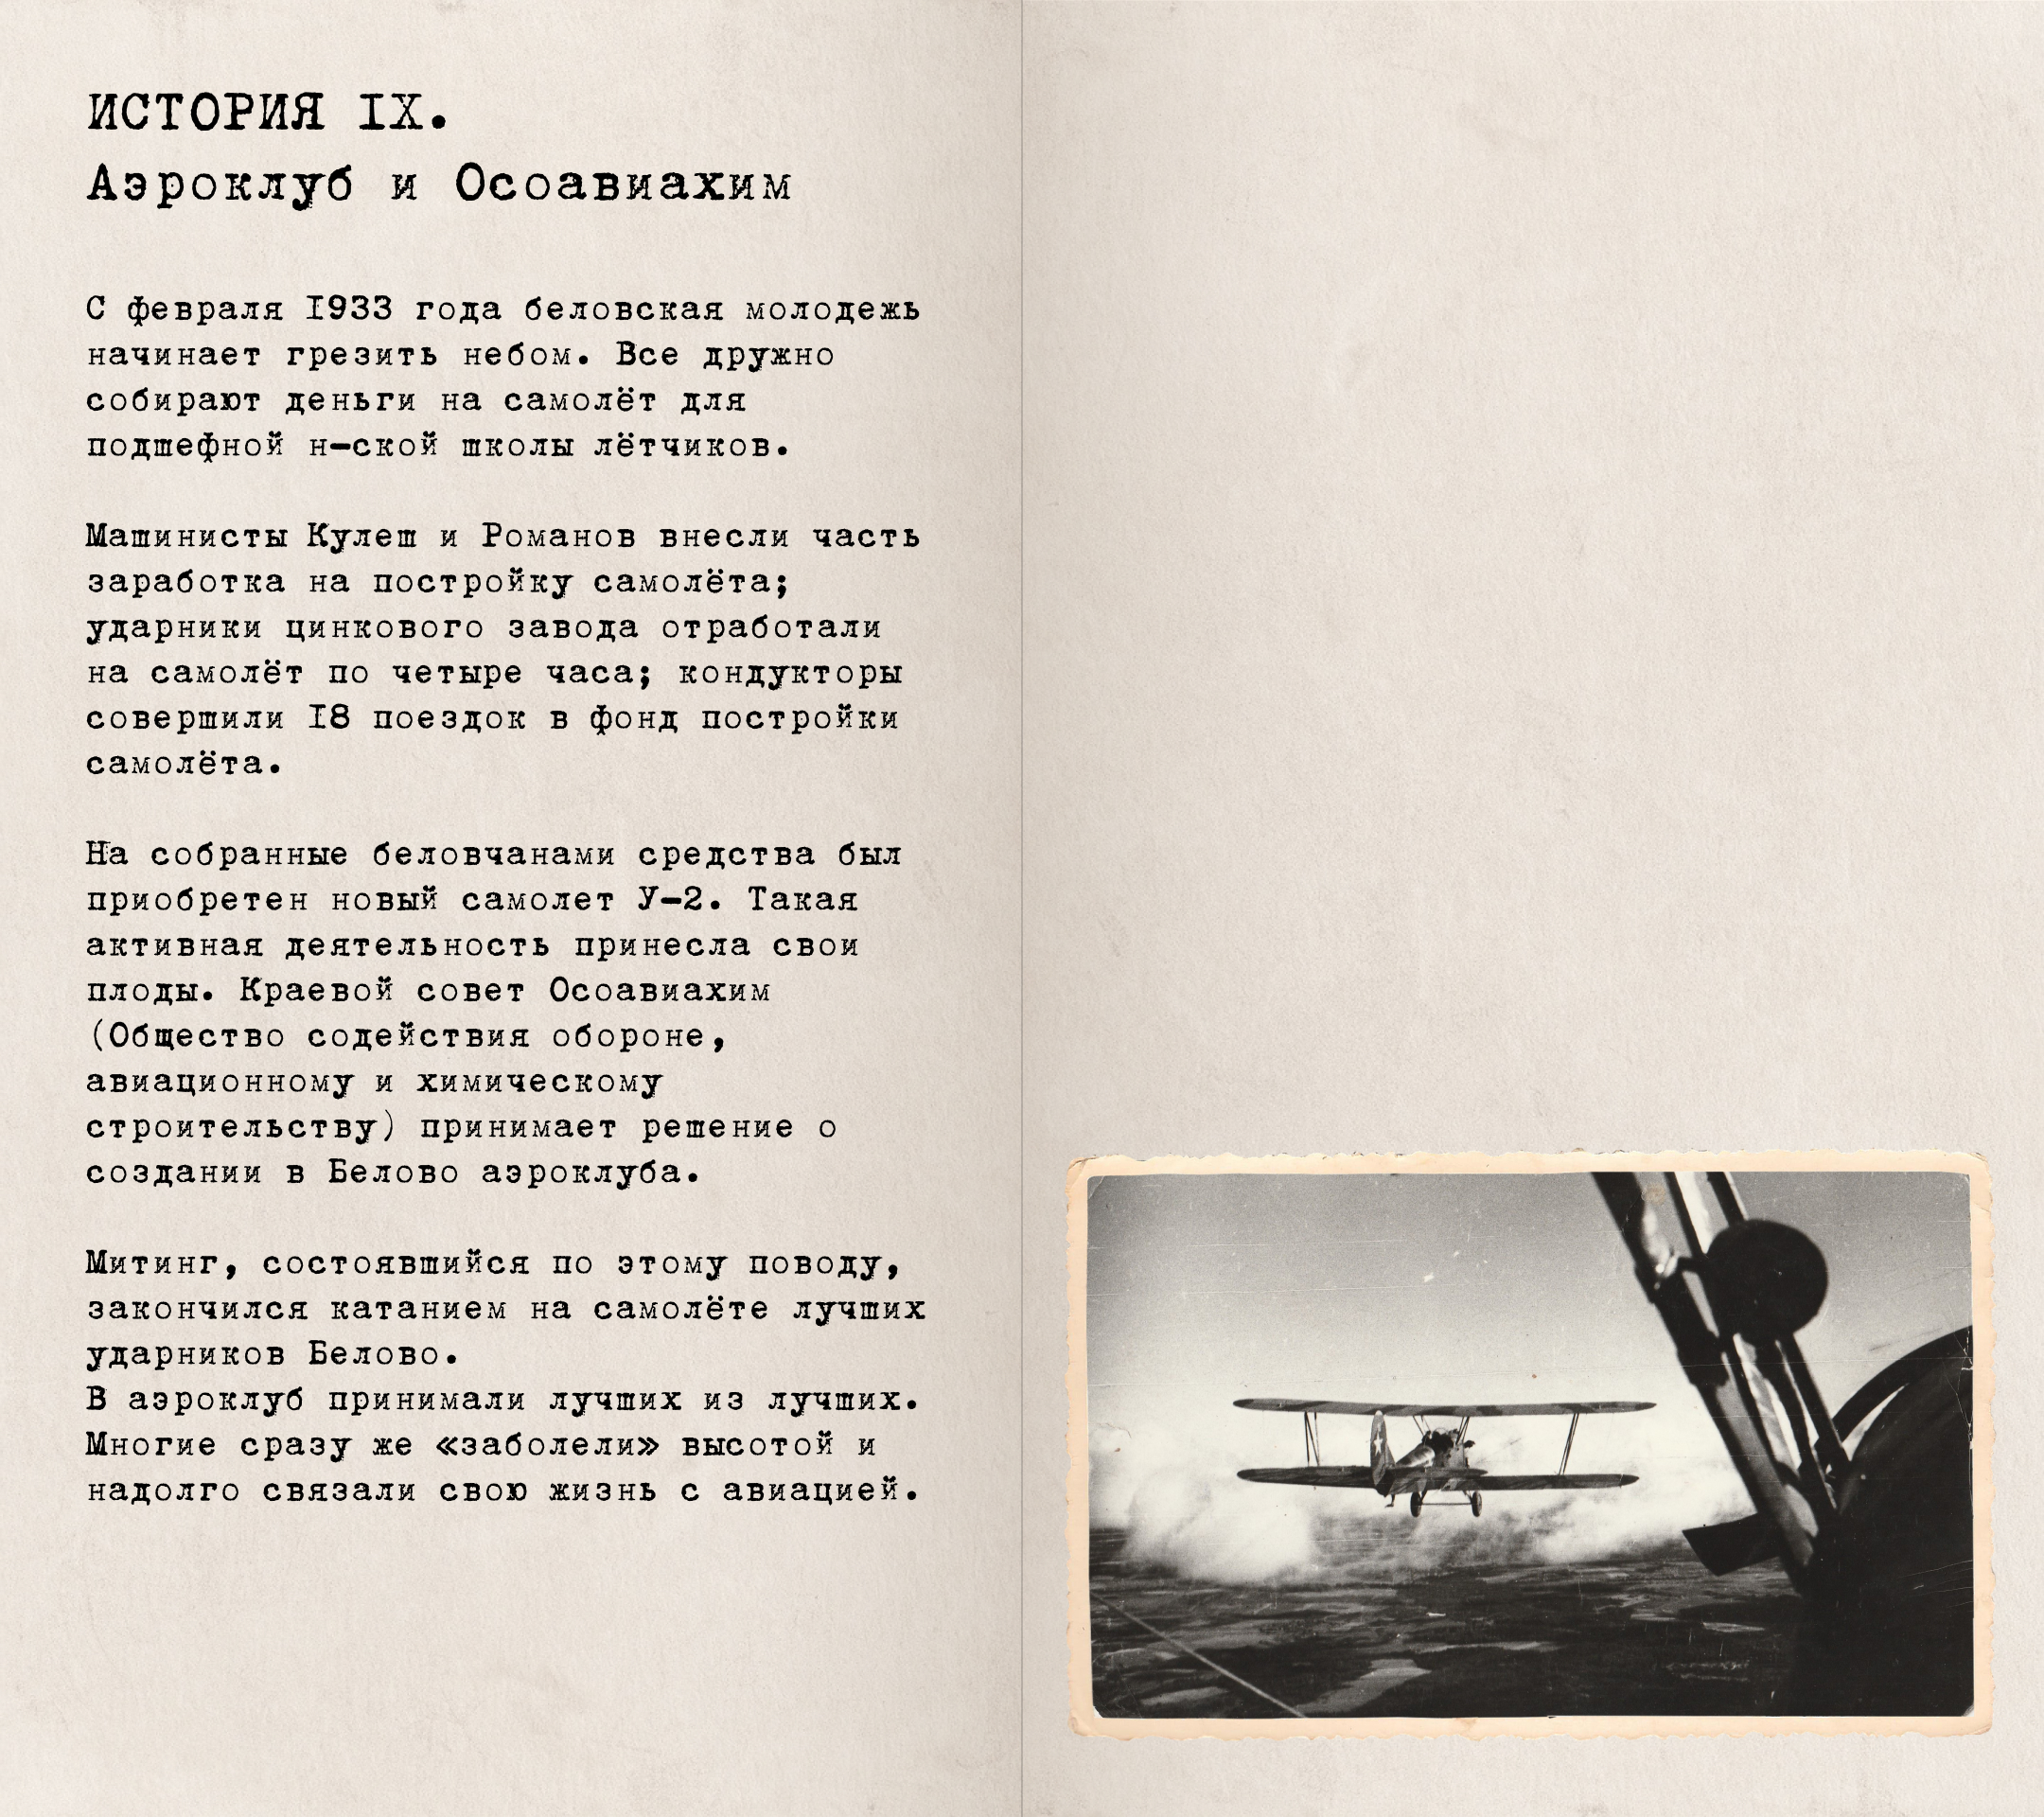 ИСТОРИЯ IX.
Аэроклуб и Осоавиахим
С февраля 1933 года беловская молодежь
начинает грезить небом. Все дружно
собирают деньги на самолёт для
подшефной н-ской школы лётчиков.
Машинисты Кулеш и Романов внесли часть
заработка на постройку самолёта;
ударники цинкового завода отработали
на самолёт по четыре часа; кондукторы
совершили 18 поездок в фонд постройки
самолёта.
На собранные беловчанами средства был
приобретен новый самолет У-2. Такая
активная деятельность принесла свои
плоды. Краевой совет Осоавиахим
(Общество содействия обороне,
авиационному и химическому
строительству) принимает решение о
создании в Белово аэроклуба.
Митинг, состоявшийся по этому поводу,
закончился катанием на самолёте лучших
ударников Белово.
В аэроклуб принимали лучших из лучших.
Многие сразу же «заболели» высотой и
надолго связали свою жизнь с авиацией.